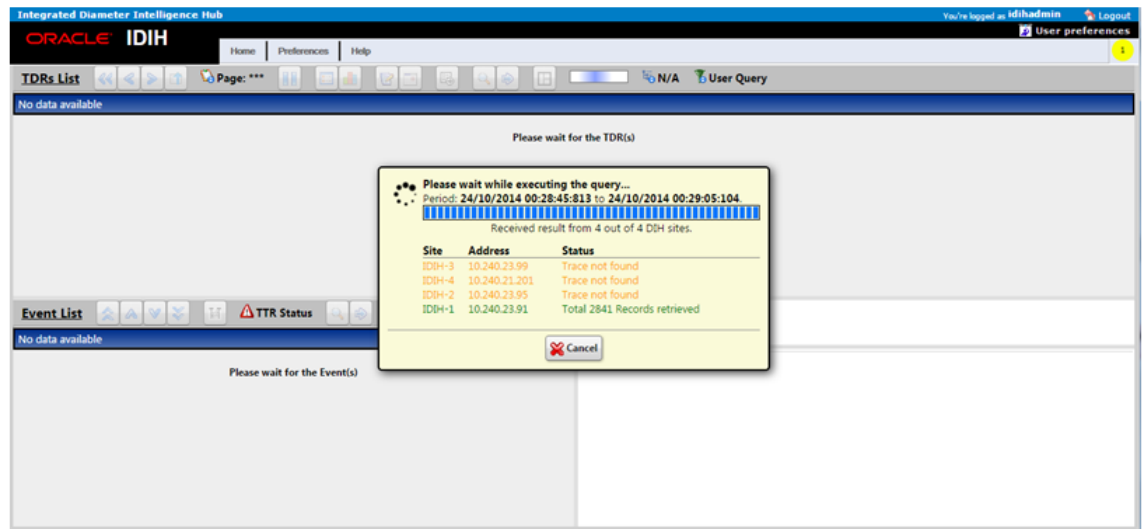 Integrated Diameter Intelligence Hub
You're logged as idihadmin Logout
ORACLE IDIH
User preferences
Home Preferences Help
1
TDRs List Page: *** N/A User Query
No data available
Please wait for the TDR(s)
Please wait while executing the query...
Period: 24/10/2014 00:28:45:813 to 24/10/2014 00:29:05:104.
Received result from 4 out of 4 DIH sites.
Site Address Status
IDIH-3 10.240.23.99 Trace not found
IDIH-4 10.240.21.201 Trace not found
IDIH-2 10.240.23.95 Trace not found
IDIH-1 10.240.23.91 Total 2841 Records retrieved
Cancel
Event List TTR Status
No data available
Please wait for the Event(s)